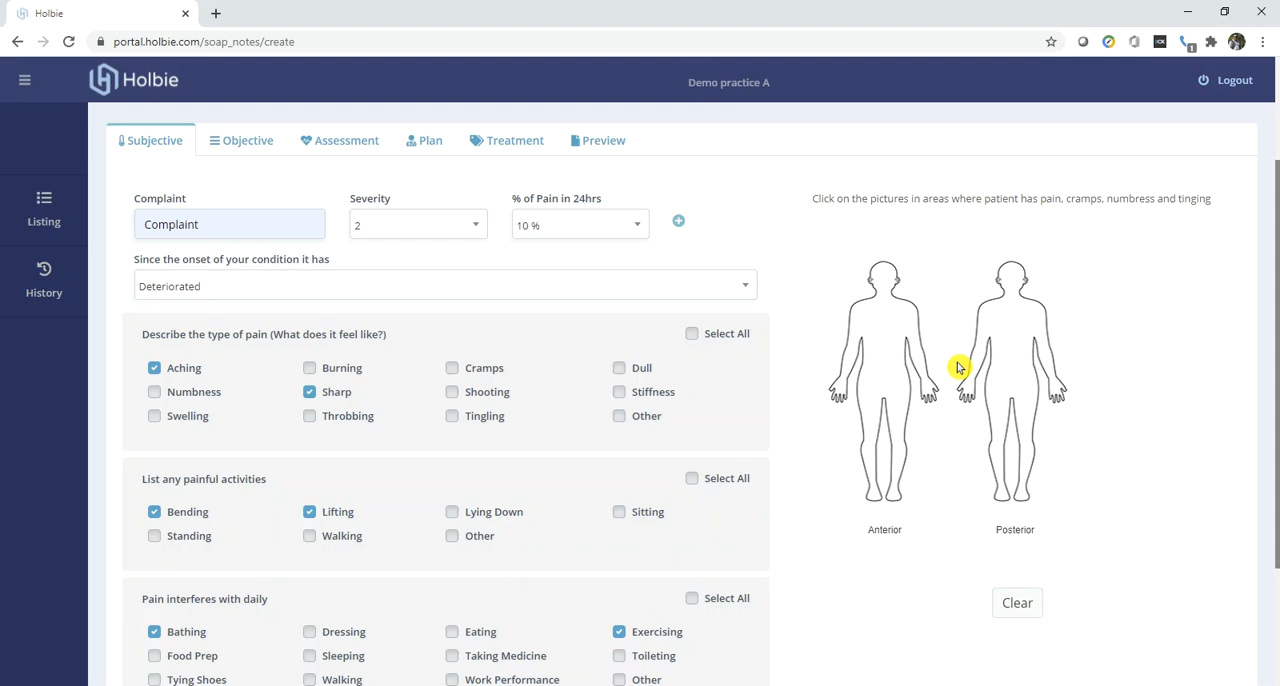 Holbie
portal.holbie.com/soap_notes/create
1
Holbie
Demo practice A
Logout
Listing
History
Subjective
Objective
Assessment
Plan
Treatment
Preview
Complaint
Severity
% of Pain in 24hrs
Complaint
2
10 %
Since the onset of your condition it has
Deteriorated
Describe the type of pain (What does it feel like?)
Select All
Aching
Burning
Cramps
Dull
Numbness
Sharp
Shooting
Stiffness
Swelling
Throbbing
Tingling
Other
List any painful activities
Select All
Bending
Lifting
Lying Down
Sitting
Standing
Walking
Other
Pain interferes with daily
Select All
Bathing
Dressing
Eating
Exercising
Food Prep
Sleeping
Taking Medicine
Toileting
Tying Shoes
Walking
Work Performance
Other
Click on the pictures in areas where patient has pain, cramps, numbress and tinging
Anterior
Posterior
Clear